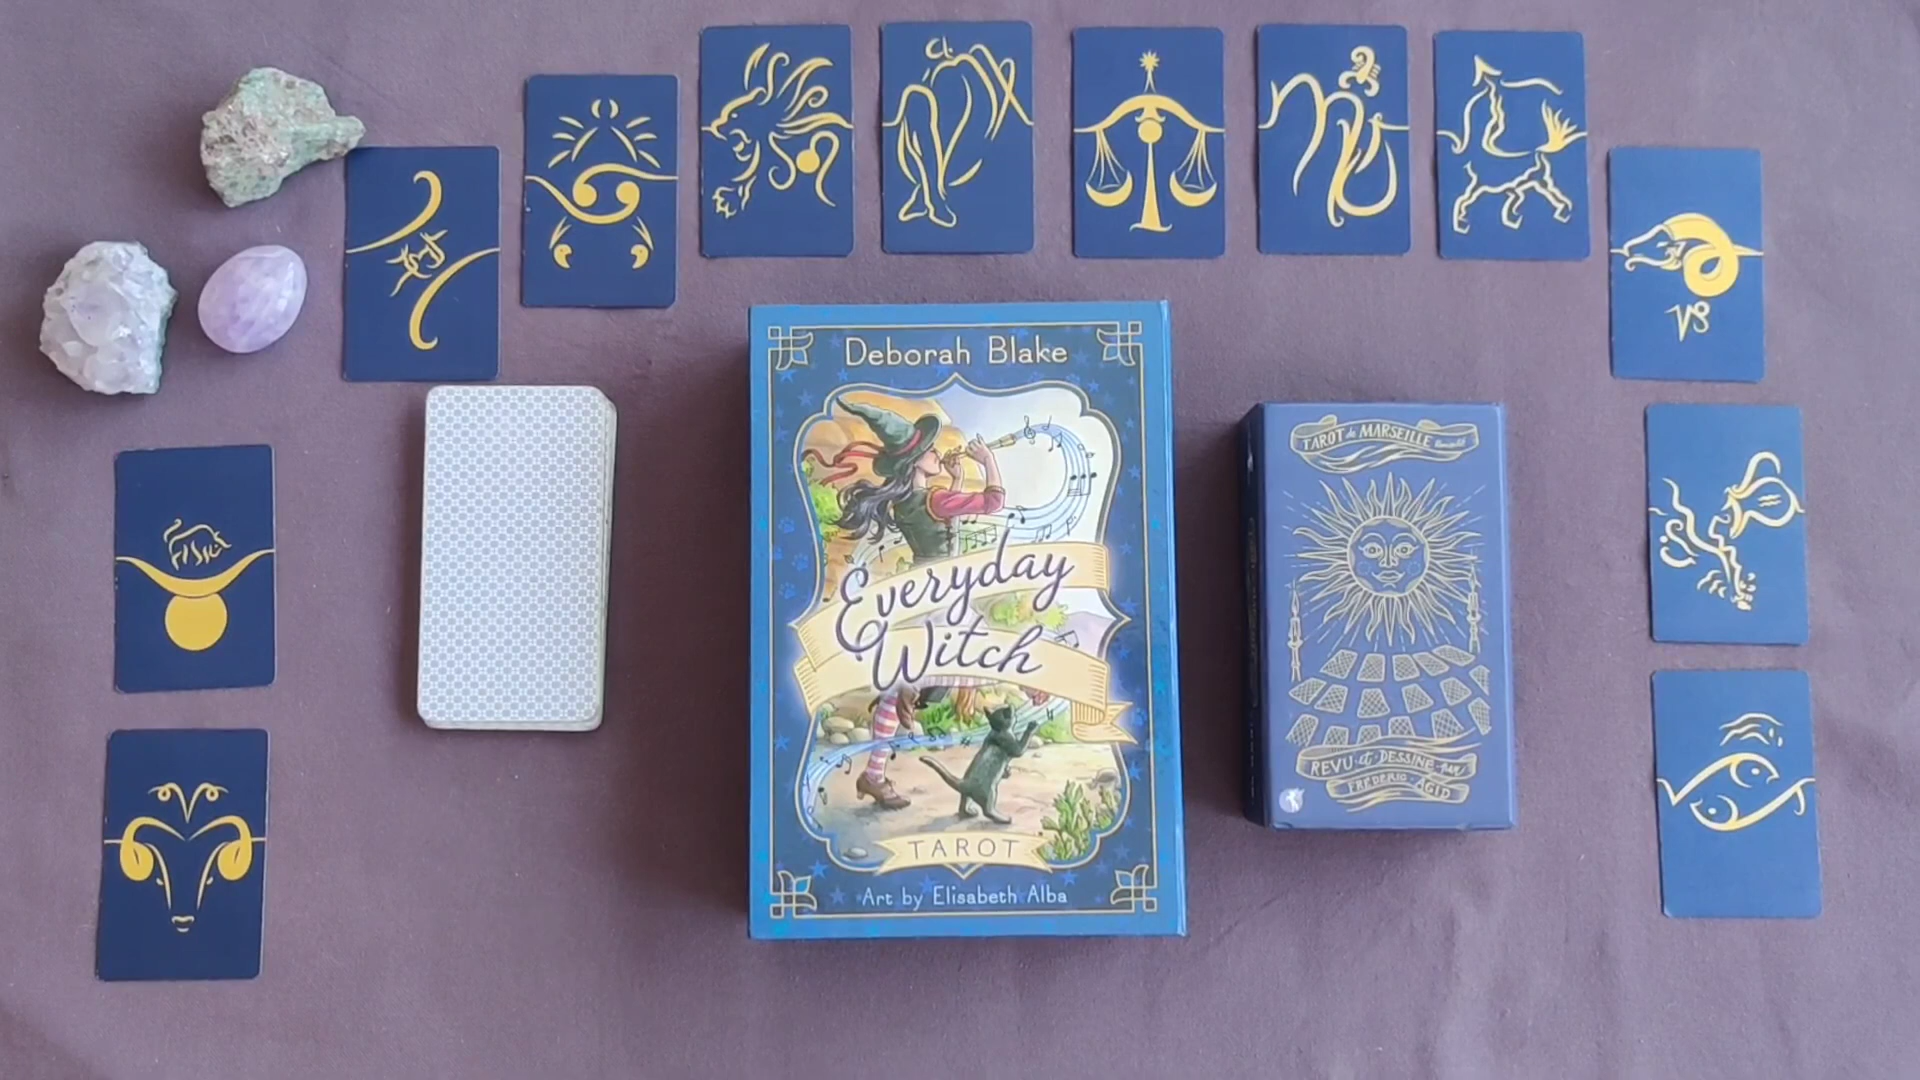 Deborah Blake
Everyday
Witch
TAROT
Art by Elisabeth Alba
TAROT de MARSEILLE
REVU et DESSINÉ par
FRÉDÉRIC AGID